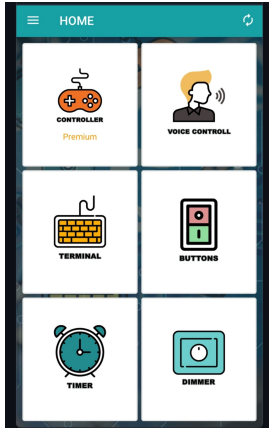 HOME
CONTROLLER
Premium
VOICE CONTROLL
TERMINAL
BUTTONS
TIMER
DIMMER